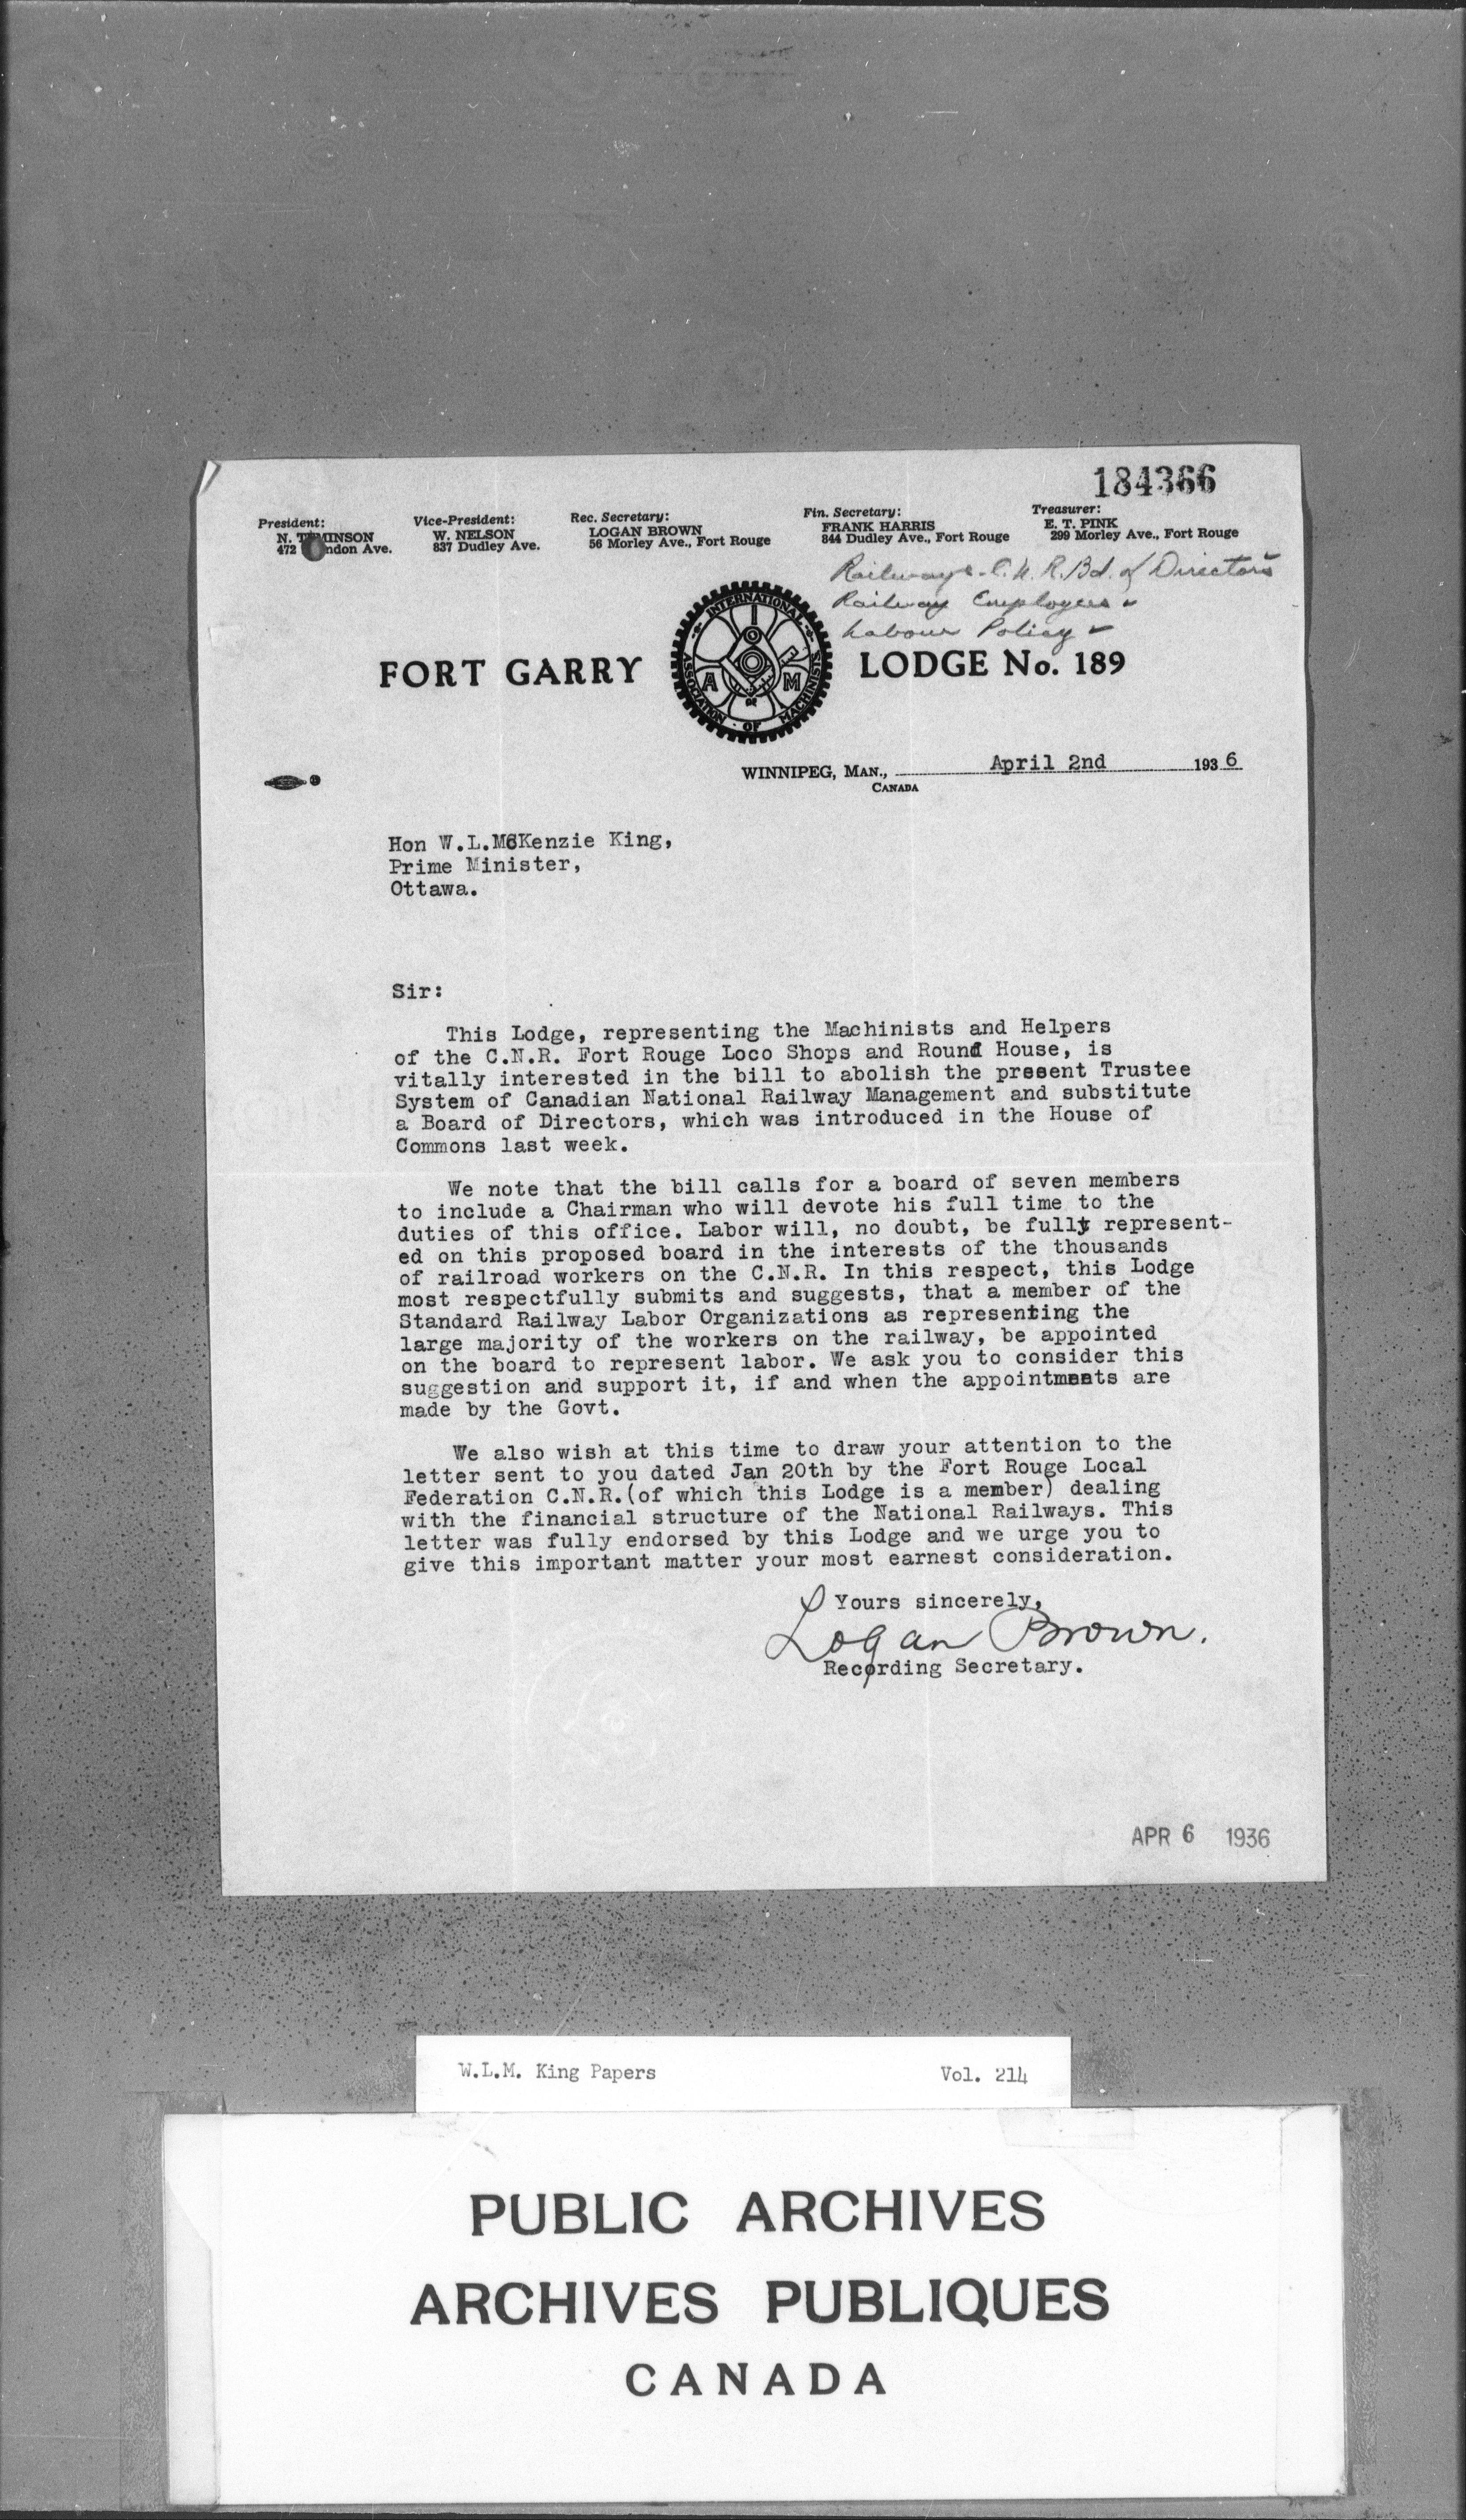 184366
President: Vice-President: Rec. Secretary: Fin. Secretary: Treasurer:
N. MINSON W. NELSON LOGAN BROWN FRANK HARRIS E. T. PINK
472 ndon Ave. 837 Dudley Ave. 56 Morley Ave., Fort Rouge 844 Dudley Ave., Fort Rouge 299 Morley Ave., Fort Rouge
Railways - C.N.R. Bd. of Directors
Railway Employees
Labour Policy
FORT GARRY INTERNATIONAL ASSOCIATION OF MACHINISTS LODGE No. 189
WINNIPEG, MAN., April 2nd 1936
CANADA
Hon W.L.McKenzie King,
Prime Minister,
Ottawa.
Sir:
This Lodge, representing the Machinists and Helpers
of the C.N.R. Fort Rouge Loco Shops and Round House, is
vitally interested in the bill to abolish the present Trustee
System of Canadian National Railway Management and substitute
a Board of Directors, which was introduced in the House of
Commons last week.
We note that the bill calls for a board of seven members
to include a Chairman who will devote his full time to the
duties of this office. Labor will, no doubt, be fully represent-
ed on this proposed board in the interests of the thousands
of railroad workers on the C.N.R. In this respect, this Lodge
most respectfully submits and suggests, that a member of the
Standard Railway Labor Organizations as representing the
large majority of the workers on the railway, be appointed
on the board to represent labor. We ask you to consider this
suggestion and support it, if and when the appointments are
made by the Govt.
We also wish at this time to draw your attention to the
letter sent to you dated Jan 20th by the Fort Rouge Local
Federation C.N.R.(of which this Lodge is a member) dealing
with the financial structure of the National Railways. This
letter was fully endorsed by this Lodge and we urge you to
give this important matter your most earnest consideration.
Yours sincerely,
Logan Brown.
Recording Secretary.
APR 6 1936
W.L.M. King Papers Vol. 214
PUBLIC ARCHIVES
ARCHIVES PUBLIQUES
CANADA